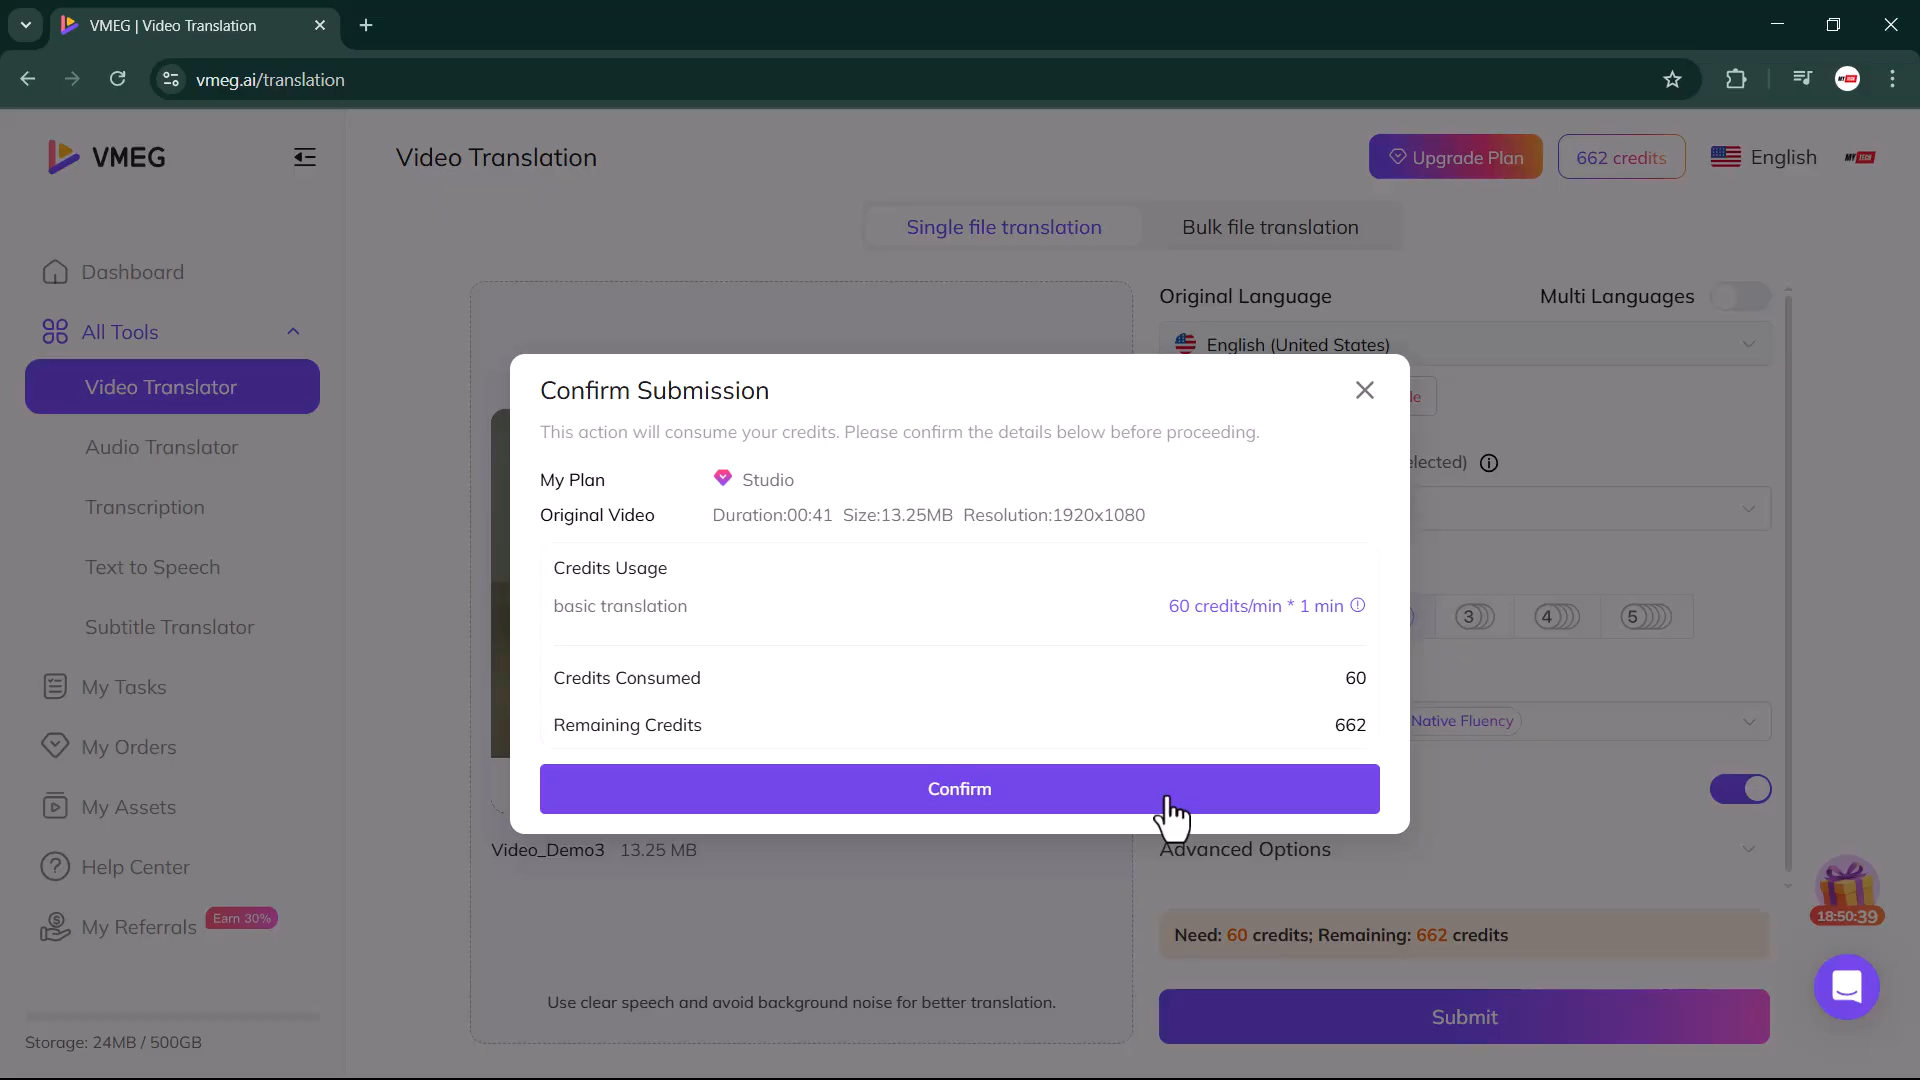 VMEG | Video Translation
vmeg.ai/translation
VMEG
Video Translation
Upgrade Plan
662 credits
English
MY TECH
Single file translation
Bulk file translation
Dashboard
All Tools
Video Translator
Audio Translator
Transcription
Text to Speech
Subtitle Translator
My Tasks
My Orders
My Assets
Help Center
My Referrals
Earn 30%
Storage: 24MB / 500GB
Original Language
Multi Languages
English (United States)
Confirm Submission
This action will consume your credits. Please confirm the details below before proceeding.
My Plan
Studio
Original Video
Duration:00:41 Size:13.25MB Resolution:1920x1080
Credits Usage
basic translation
60 credits/min * 1 min
Credits Consumed
60
Remaining Credits
662
Confirm
3
4
5
Native Fluency
Video_Demo3 13.25 MB
Advanced Options
Use clear speech and avoid background noise for better translation.
Need: 60 credits; Remaining: 662 credits
Submit
18:50:39